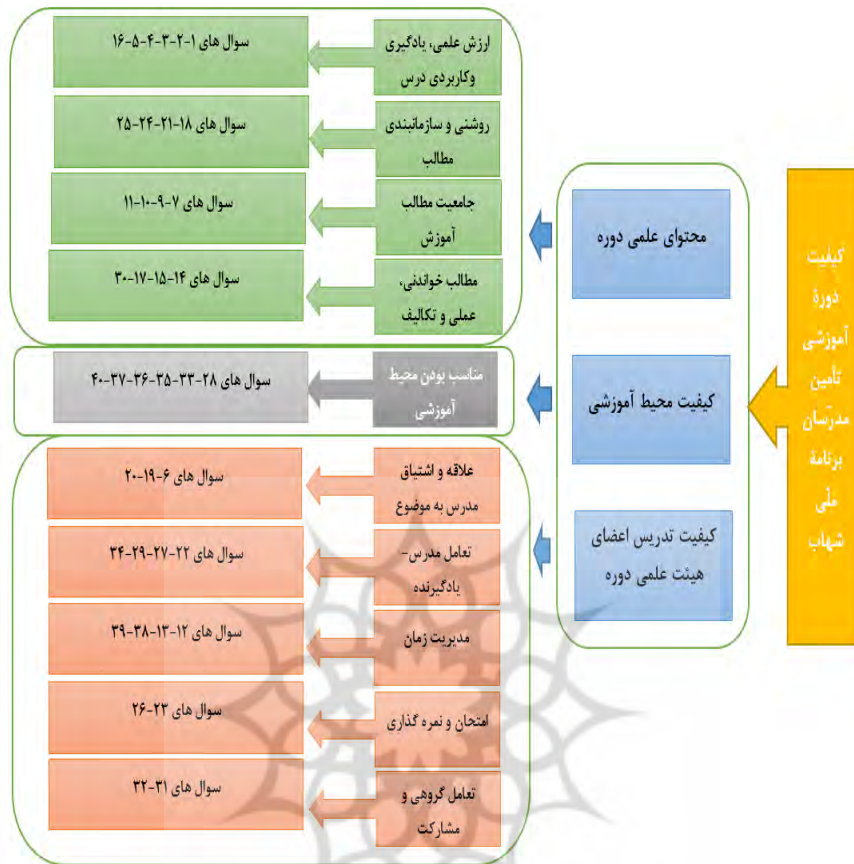 کیفیت
دورهٔ
آموزشی
تأمین
مدرّسان
برنامهٔ
ملّی
شهاب
محتوای علمی دوره
ارزش علمی، یادگیری
وکاربردی درس
سوال های ۱-۲-۳-۴-۵-۱۶
روشنی و سازمانبندی
مطالب
سوال های ۱۸-۲۱-۲۴-۲۵
جامعیت مطالب
آموزش
سوال های ۷-۹-۱۰-۱۱
مطالب خواندنی،
عملی و تکالیف
سوال های ۱۴-۱۵-۱۷-۳۰
کیفیت محیط آموزشی
مناسب بودن محیط
آموزشی
سوال های ۲۸-۳۳-۳۵-۳۶-۳۷-۴۰
کیفیت تدریس اعضای
هیئت علمی دوره
علاقه و اشتیاق
مدرس به موضوع
سوال های ۶-۱۹-۲۰
تعامل مدرس-
یادگیرنده
سوال های ۲۲-۲۷-۲۹-۳۴
مدیریت زمان
سوال های ۱۲-۱۳-۳۸-۳۹
امتحان و نمره گذاری
سوال های ۲۳-۲۶
تعامل گروهی و
مشارکت
سوال های ۳۱-۳۲